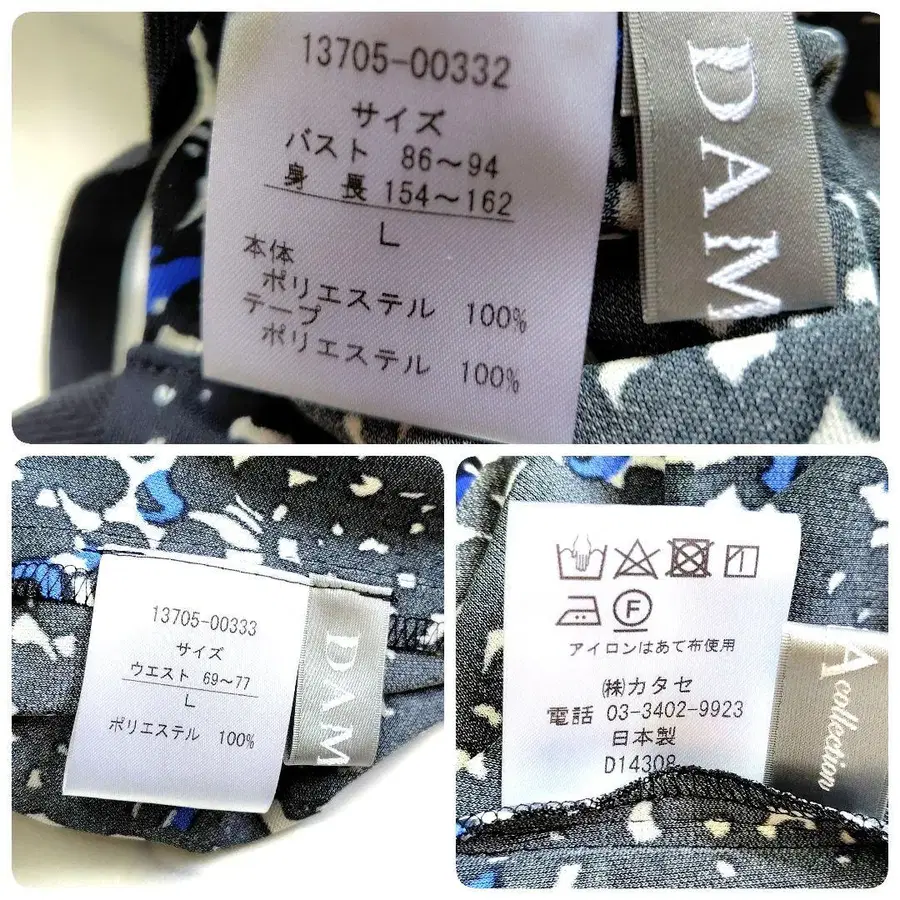 13705-00332
サイズ
バスト 86～94
身 長 154～162
L
本体
ポリエステル 100%
テープ
ポリエステル 100%
DAM
13705-00333
サイズ
ウエスト 69～77
L
ポリエステル 100%
DAM
1
F
アイロンはあて布使用
(株)カタセ
電話 03-3402-9923
日本製
D14308
A collection